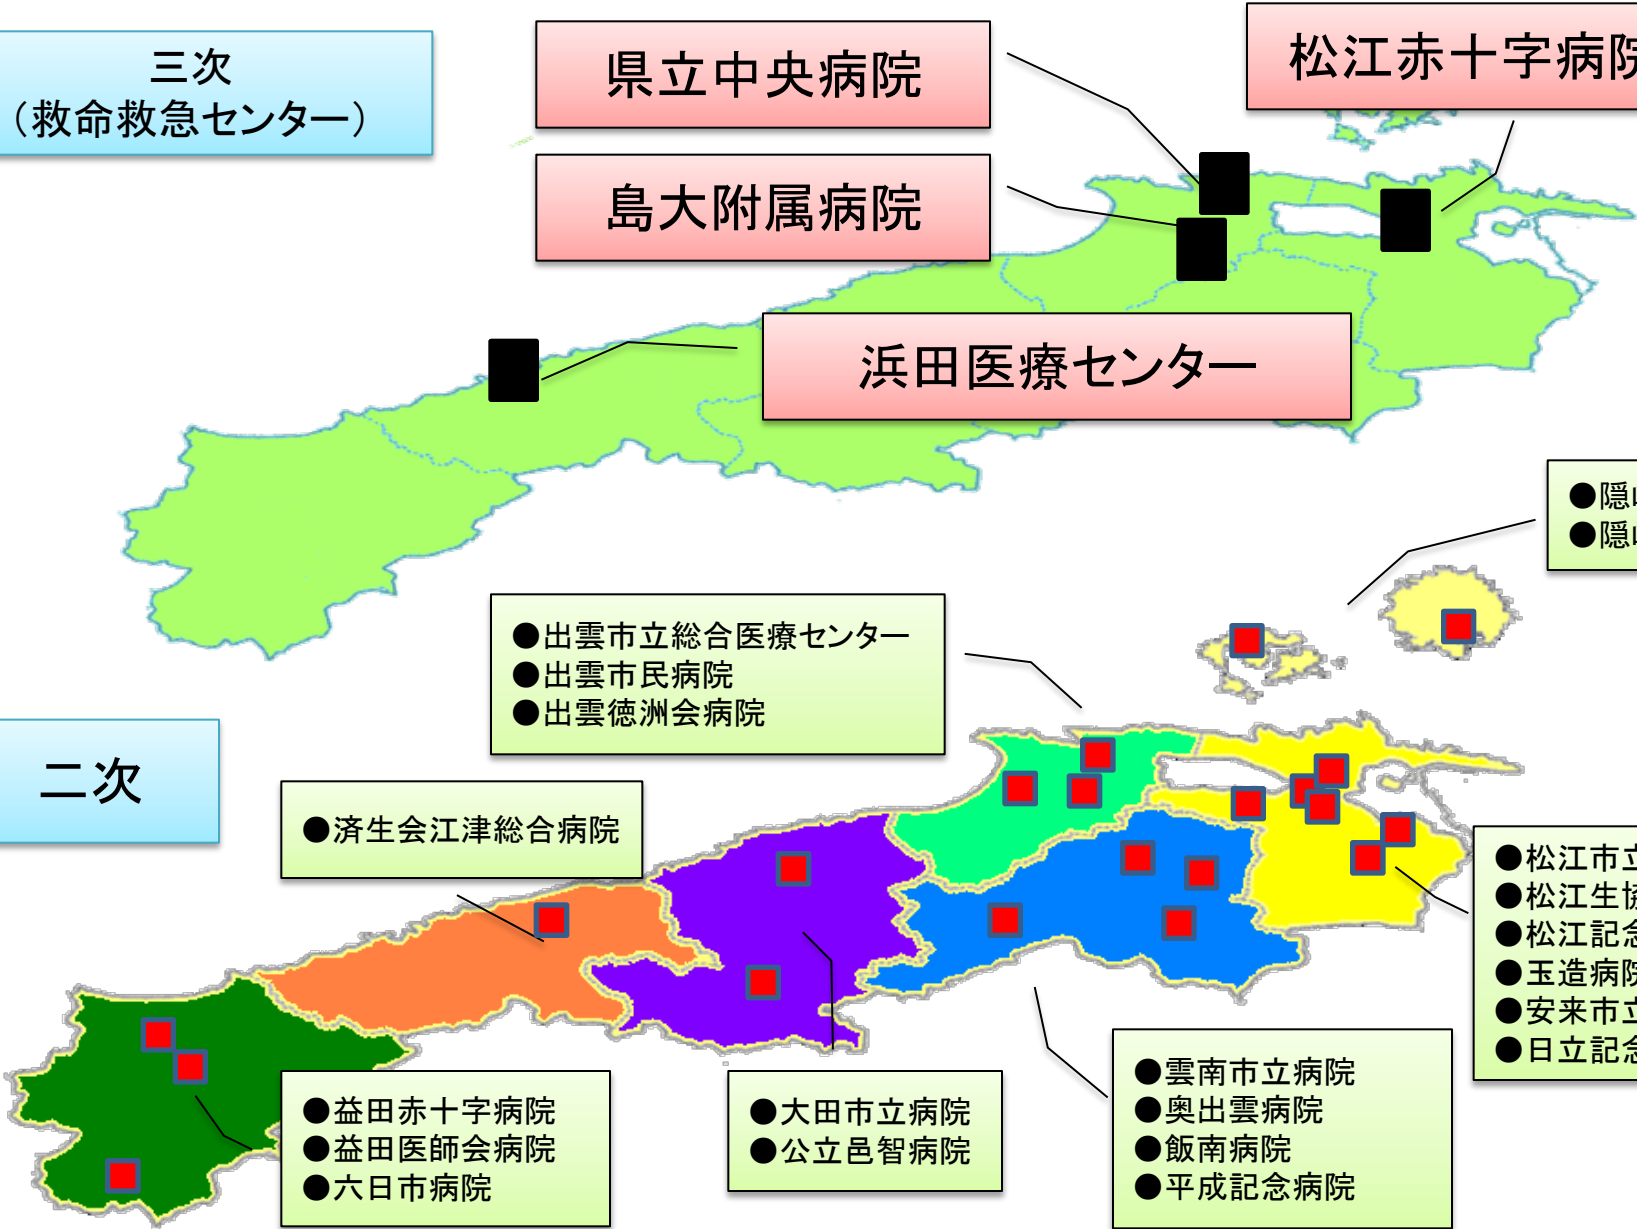 三次
（救命救急センター）
県立中央病院
松江赤十字病院
島大附属病院
浜田医療センター
●隠
●隠
●出雲市立総合医療センター
●出雲市民病院
●出雲徳洲会病院
二次
●済生会江津総合病院
●松江市立
●松江生協
●松江記念
●玉造病院
●安来市立
●日立記念
●益田赤十字病院
●益田医師会病院
●六日市病院
●大田市立病院
●公立邑智病院
●雲南市立病院
●奥出雲病院
●飯南病院
●平成記念病院